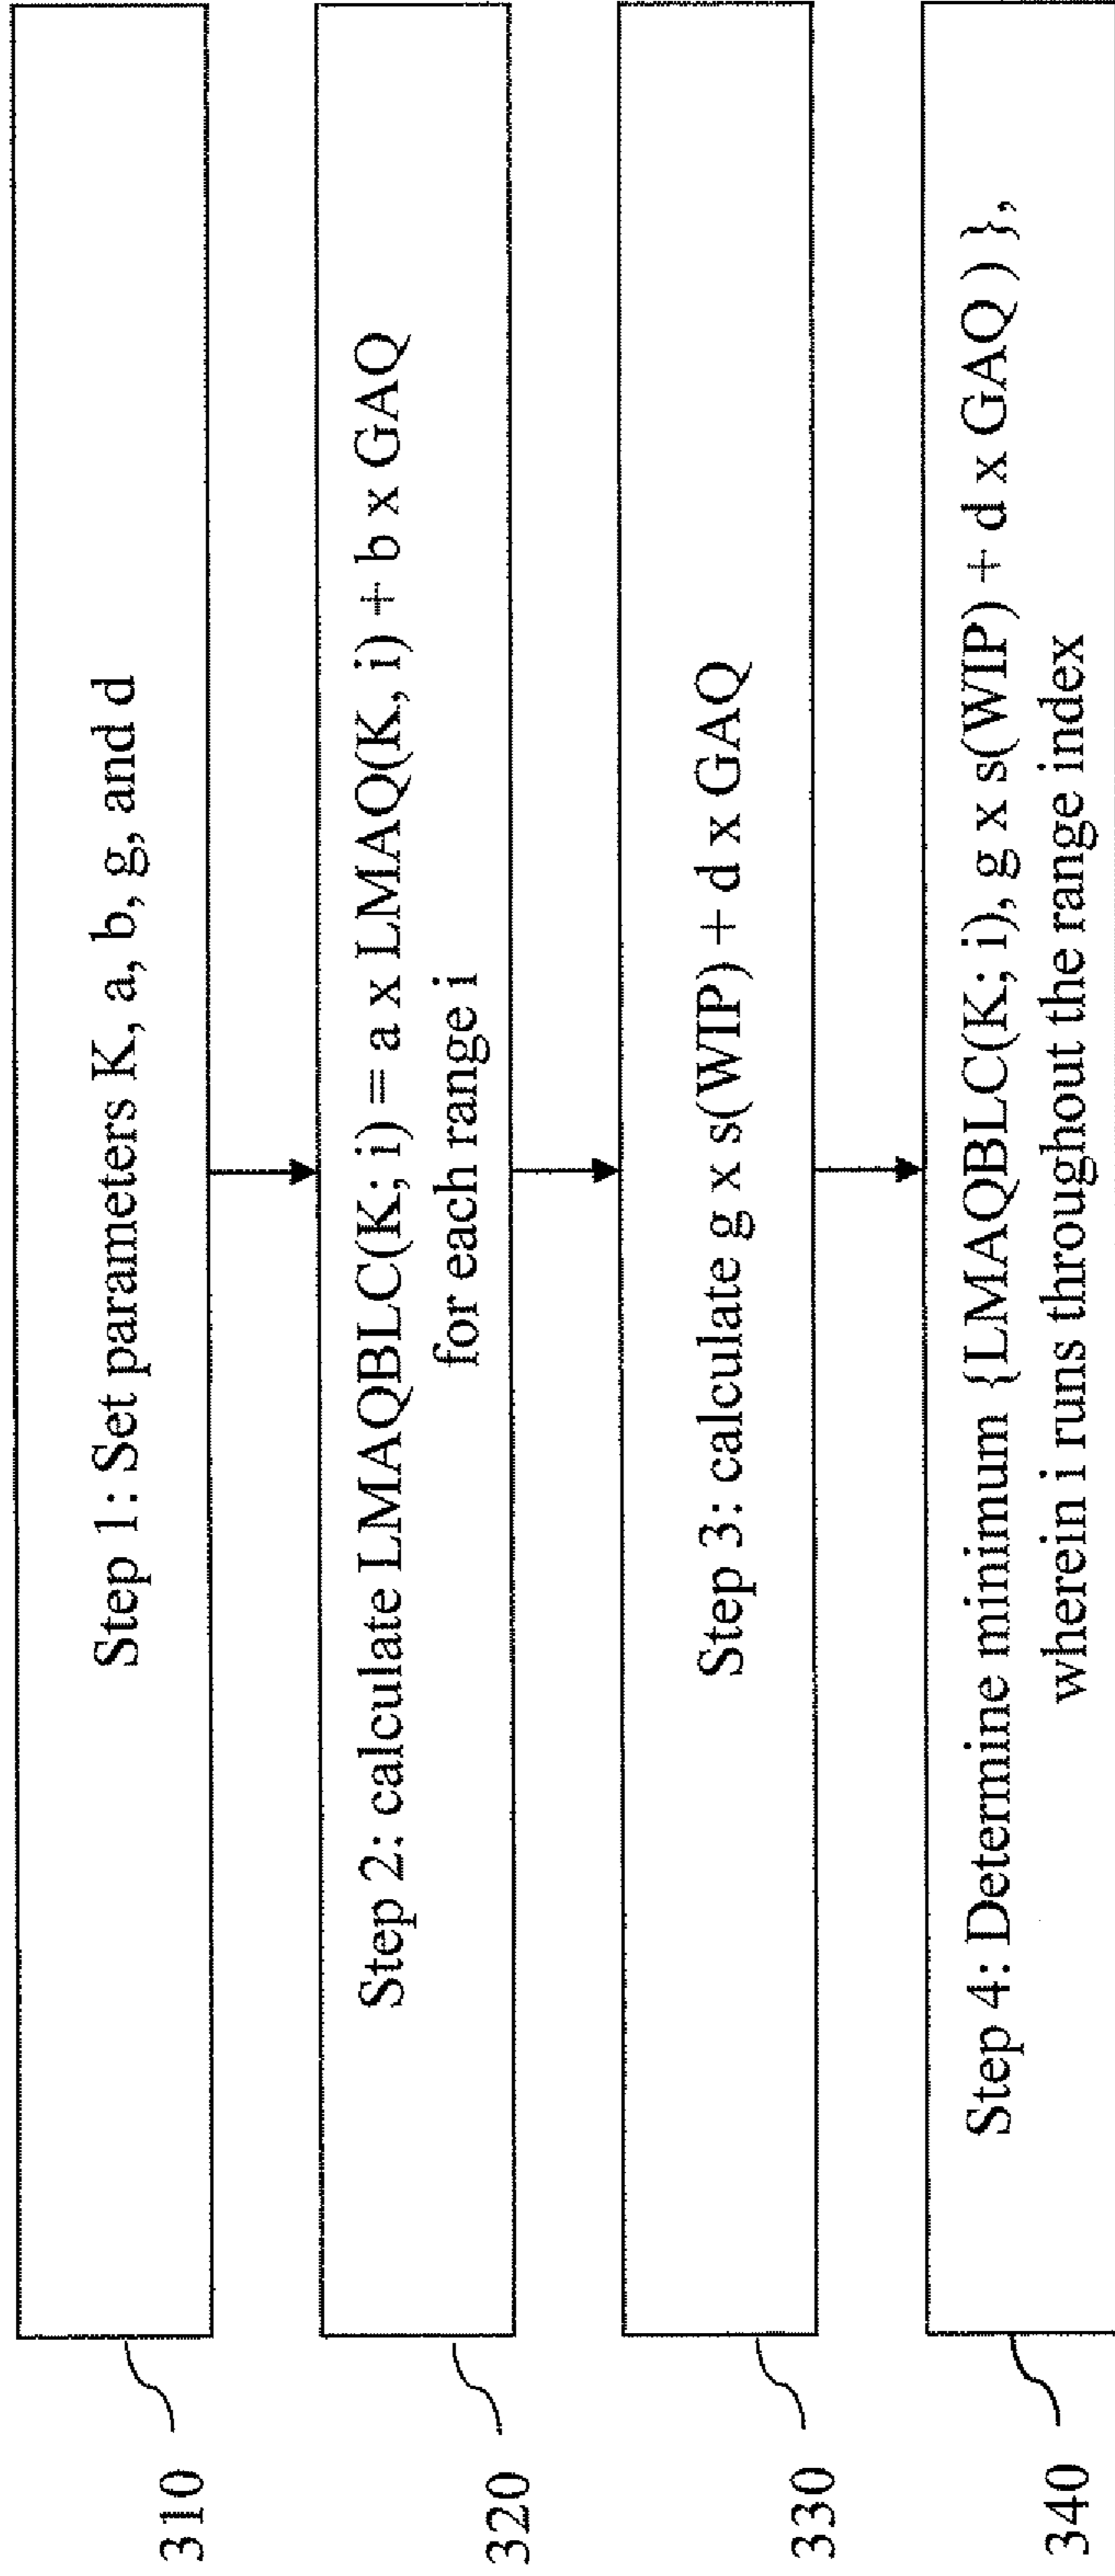 310
Step 1: Set parameters K, a, b, g, and d
320
Step 2: calculate LMAQBLC(K; i) = a x LMAQ(K, i) + b x GAQ
for each range i
330
Step 3: calculate g x s(WIP) + d x GAQ
340
Step 4: Determine minimum {LMAQBLC(K; i), g x s(WIP) + d x GAQ ) },
wherein i runs throughout the range index